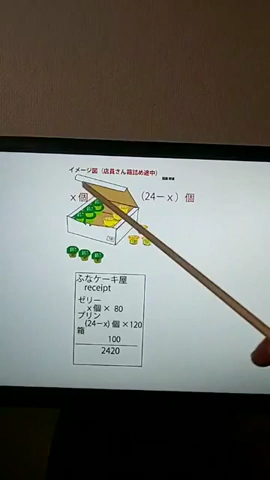 イメージ図（店員さん箱詰め途中）
x個
(24－x）個
ふなケーキ屋
receipt
ゼリー
x個× 80
プリン
(24－x) 個×120
箱
100
2420